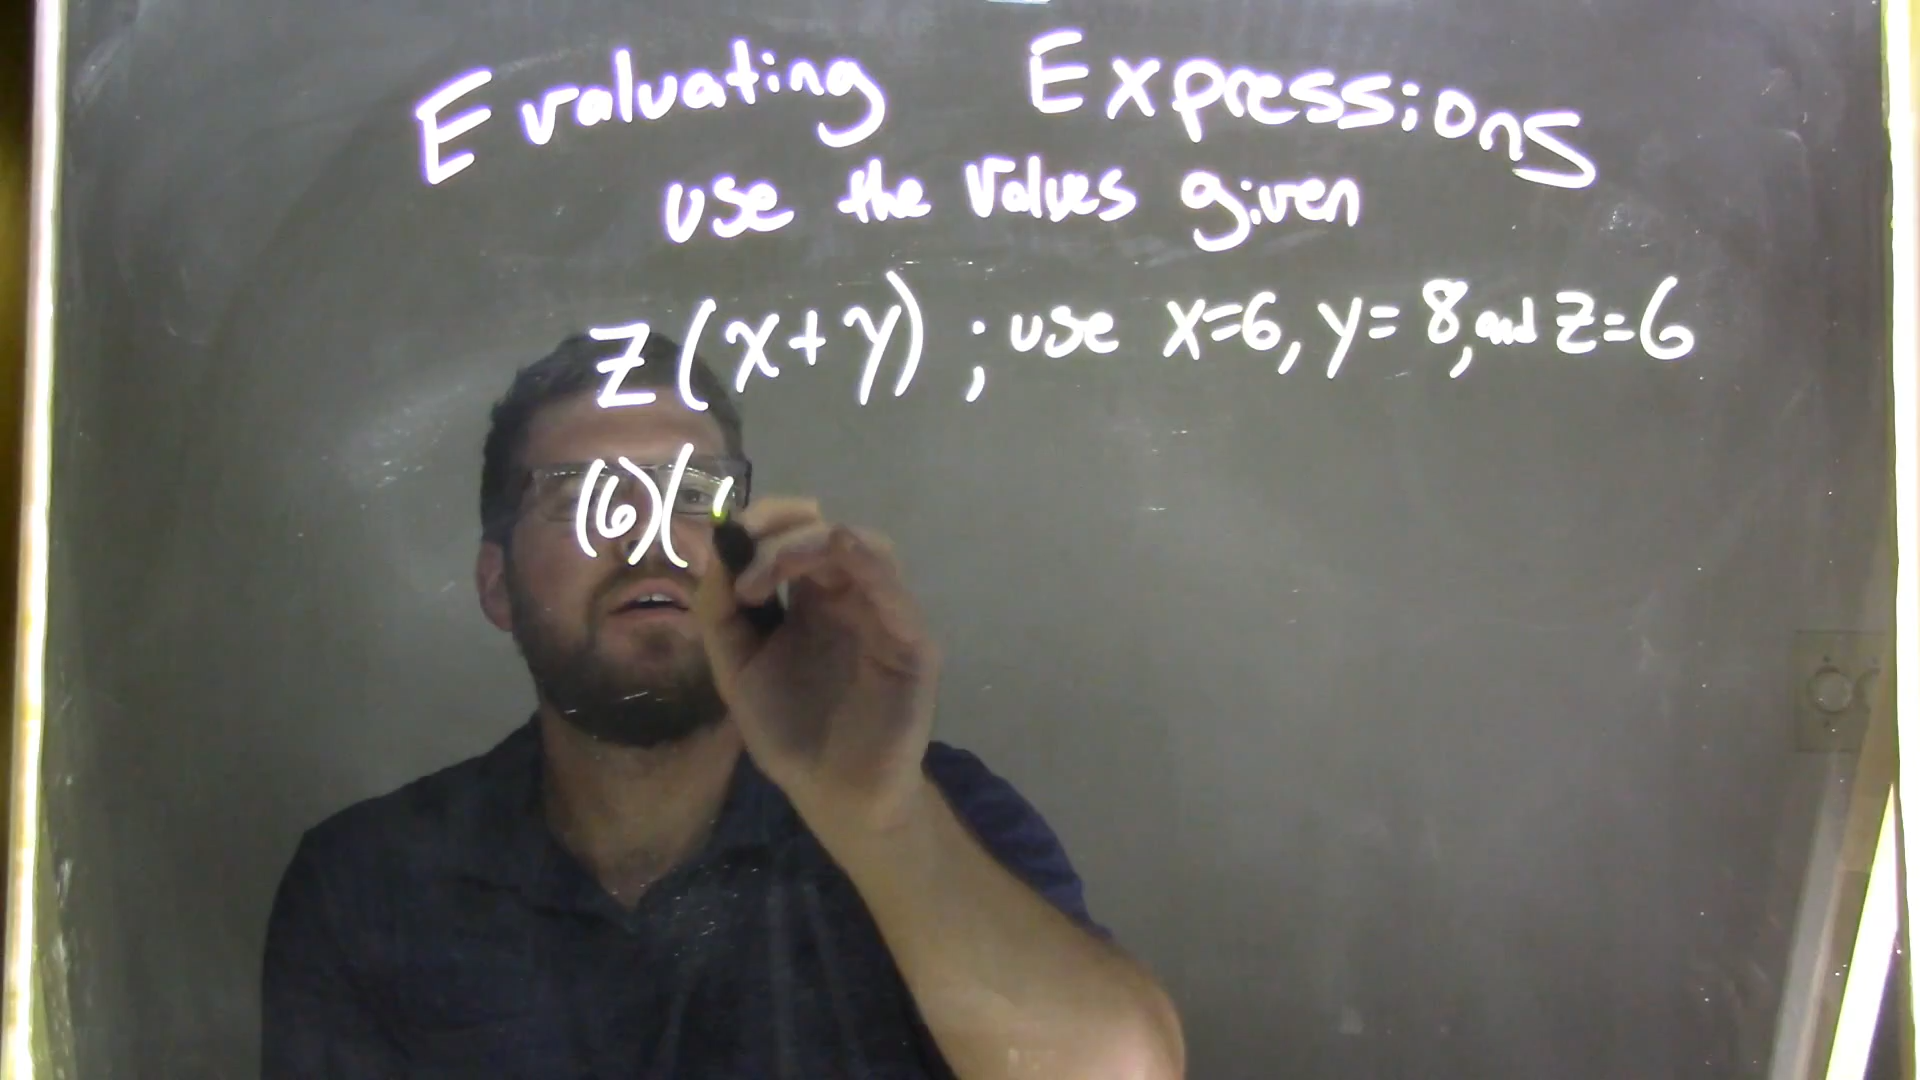 Evaluating Expressions
use the values given
z(x+y) ; use x=6, y=8, and z=6
(6)(